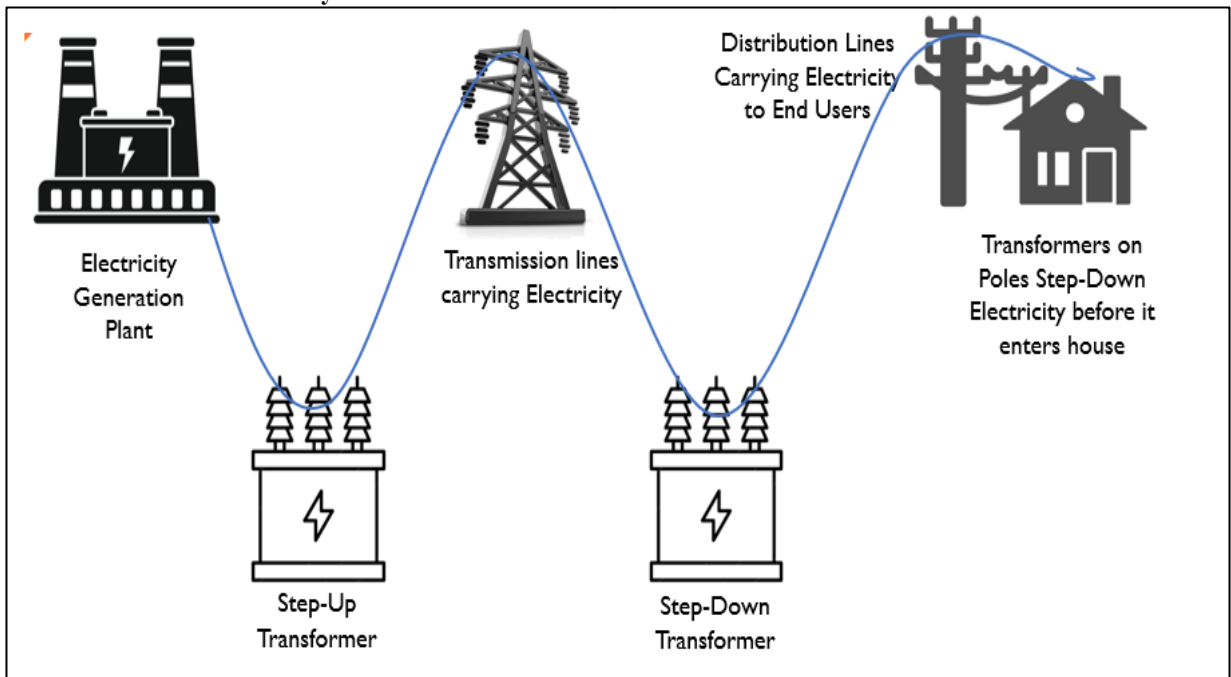 Electricity
Generation
Plant
Step-Up
Transformer
Transmission lines
carrying Electricity
Step-Down
Transformer
Distribution Lines
Carrying Electricity
to End Users
Transformers on
Poles Step-Down
Electricity before it
enters house